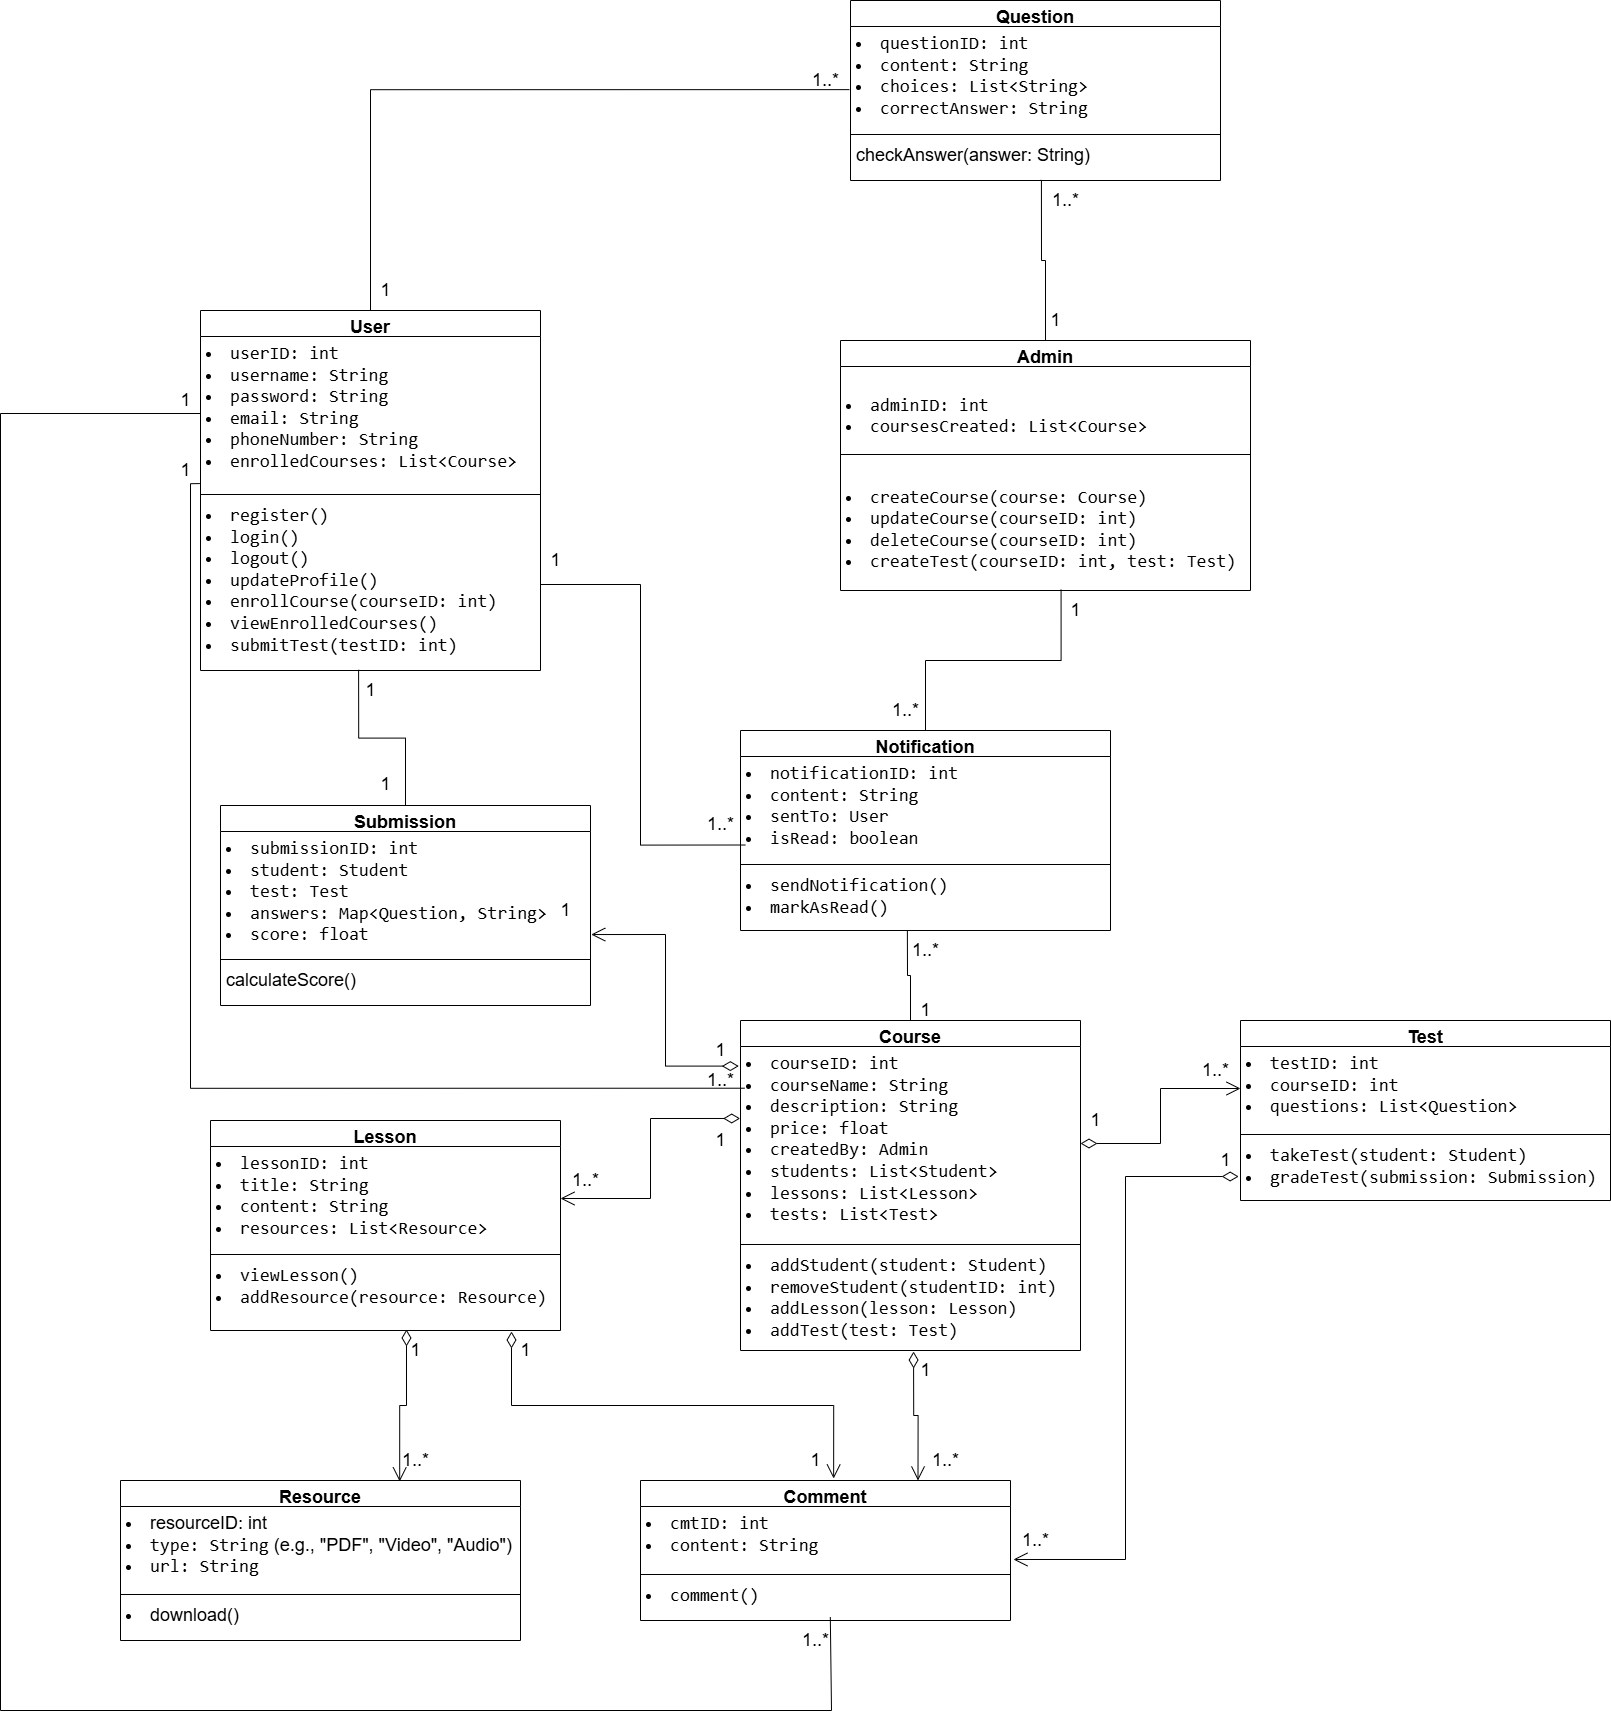 Question
questionID: int
content: String
choices: List<String>
correctAnswer: String
checkAnswer(answer: String)
1..*
1..*
1
1
User
userID: int
username: String
password: String
email: String
phoneNumber: String
enrolledCourses: List<Course>
register()
login()
logout()
updateProfile()
enrollCourse(courseID: int)
viewEnrolledCourses()
submitTest(testID: int)
1
1
1
1
Admin
adminID: int
coursesCreated: List<Course>
createCourse(course: Course)
updateCourse(courseID: int)
deleteCourse(courseID: int)
createTest(courseID: int, test: Test)
1
1..*
Notification
notificationID: int
content: String
sentTo: User
isRead: boolean
sendNotification()
markAsRead()
1..*
1..*
1
1
Submission
submissionID: int
student: Student
test: Test
answers: Map<Question, String>
score: float
calculateScore()
1
1
1..*
1
Course
courseID: int
courseName: String
description: String
price: float
createdBy: Admin
students: List<Student>
lessons: List<Lesson>
tests: List<Test>
addStudent(student: Student)
removeStudent(studentID: int)
addLesson(lesson: Lesson)
addTest(test: Test)
1
1..*
1
Test
testID: int
courseID: int
questions: List<Question>
takeTest(student: Student)
gradeTest(submission: Submission)
1..*
Lesson
lessonID: int
title: String
content: String
resources: List<Resource>
viewLesson()
addResource(resource: Resource)
1
1
1
1..*
1
1..*
1..*
Resource
resourceID: int
type: String (e.g., "PDF", "Video", "Audio")
url: String
download()
Comment
cmtID: int
content: String
comment()
1..*